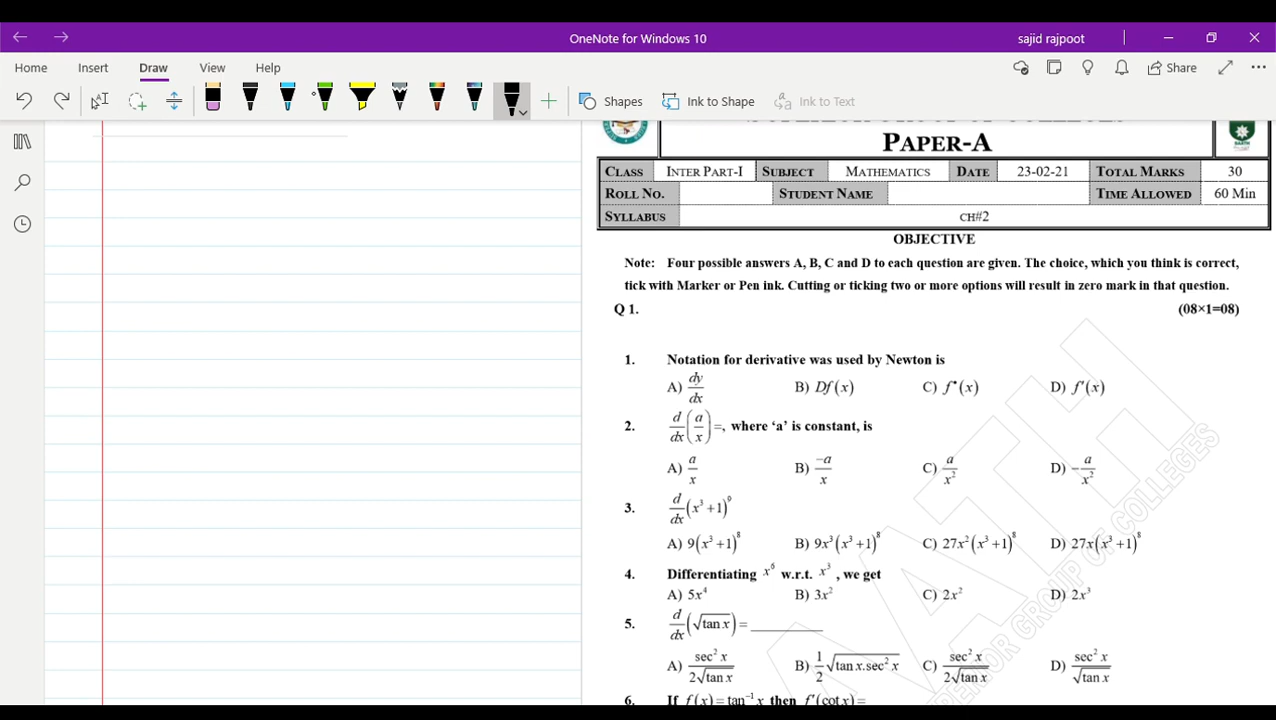 OneNote for Windows 10
sajid rajpoot
Home Insert Draw View Help
Share
Shapes Ink to Shape Ink to Text
PAPER-A
CLASS INTER PART-I SUBJECT MATHEMATICS DATE 23-02-21 TOTAL MARKS 30
ROLL NO. STUDENT NAME TIME ALLOWED 60 Min
SYLLABUS CH#2
OBJECTIVE
Note: Four possible answers A, B, C and D to each question are given. The choice, which you think is correct,
tick with Marker or Pen ink. Cutting or ticking two or more options will result in zero mark in that question.
Q 1. (08×1=08)
1. Notation for derivative was used by Newton is
A) dy/dx B) Df(x) C) f•(x) D) f′(x)
2. d/dx (a/x) =, where ‘a’ is constant, is
A) a/x B) −a/x C) a/x² D) −a/x²
3. d/dx (x³+1)⁹
A) 9(x³+1)⁸ B) 9x³(x³+1)⁸ C) 27x²(x³+1)⁸ D) 27x(x³+1)⁸
4. Differentiating x⁶ w.r.t. x³, we get
A) 5x⁴ B) 3x² C) 2x² D) 2x³
5. d/dx (√tan x) = ________
A) sec² x/2√tan x B) 1/2 √tan x.sec² x C) sec² x/2√tan x D) sec² x/√tan x
6. If f(x) = tan⁻¹ x then f′(cot x) =